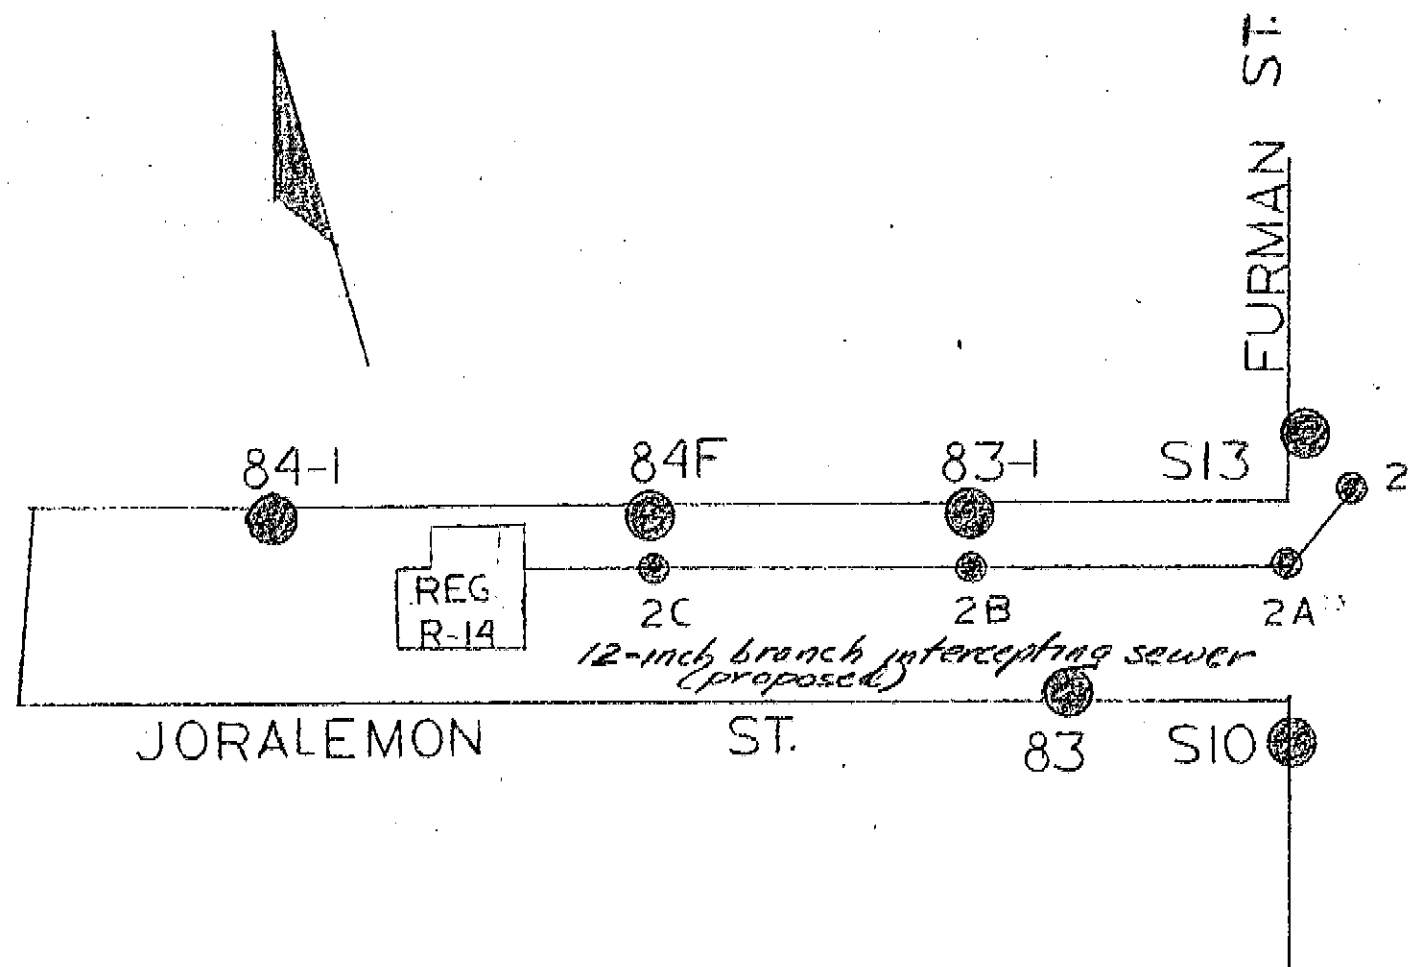 FURMAN ST.
84-1
84F
83-1
S13
2
REG.
R-14
2C
2B
2A
12-inch branch intercepting sewer
(proposed)
JORALEMON ST.
83
S10